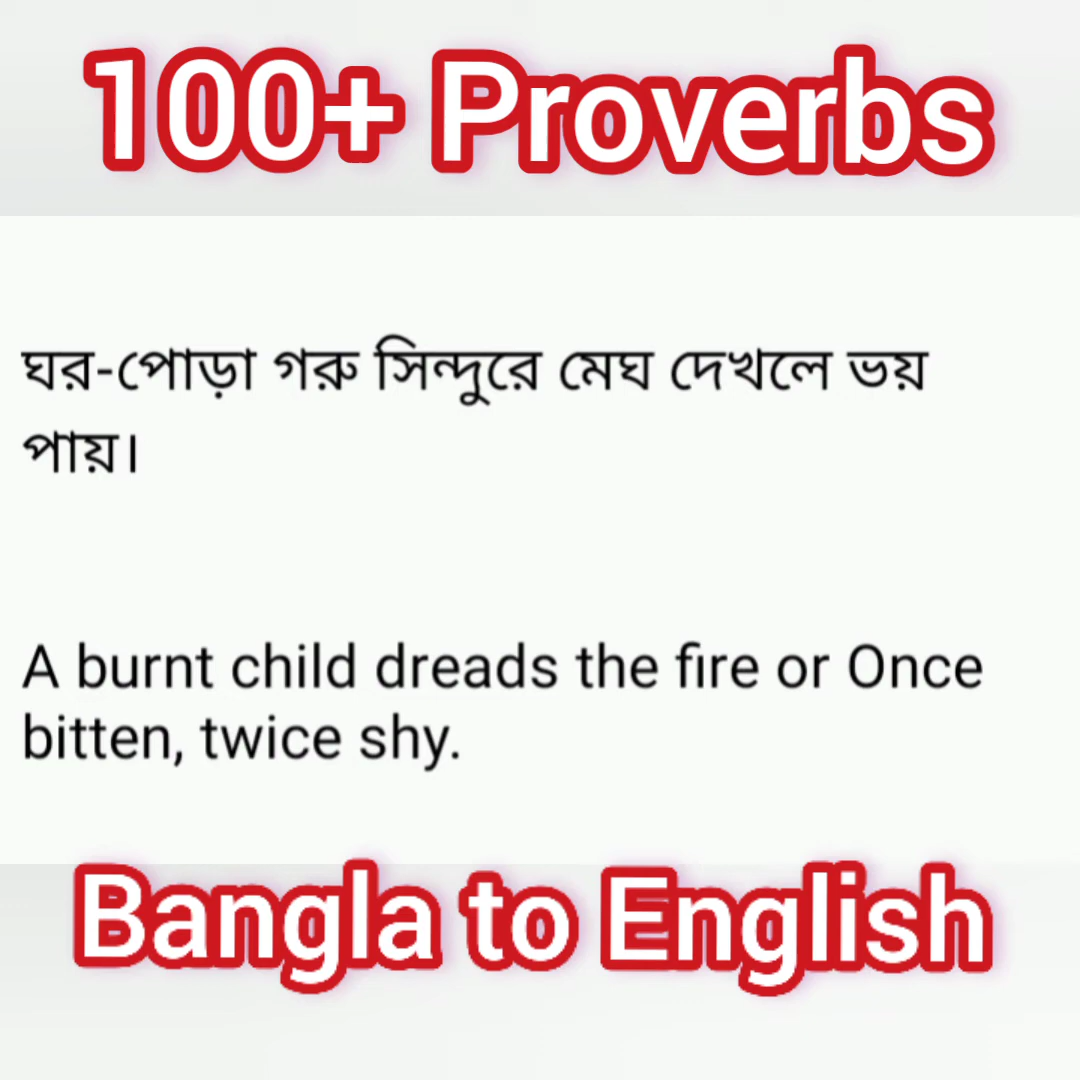 100+ Proverbs
ঘর-পোড়া গরু সিন্দুরে মেঘ দেখলে ভয়
পায়।
A burnt child dreads the fire or Once
bitten, twice shy.
Bangla to English